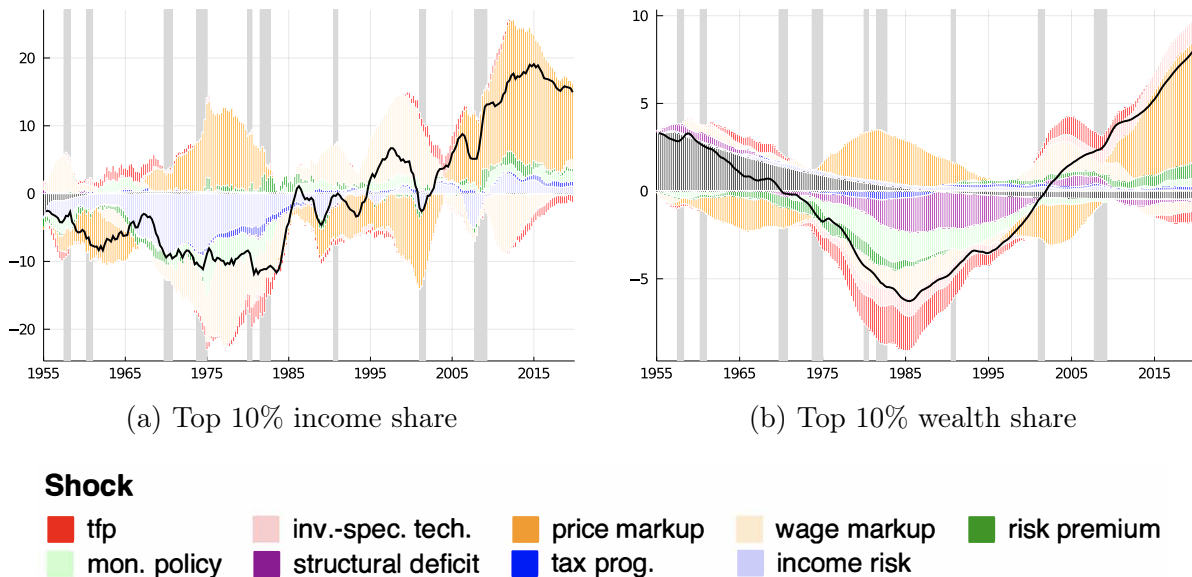 20
10
0
−10
−20
1955 1965 1975 1985 1995 2005 2015
(a) Top 10% income share
10
5
0
−5
1955 1965 1975 1985 1995 2005 2015
(b) Top 10% wealth share
Shock
tfp inv.-spec. tech. price markup wage markup risk premium
mon. policy structural deficit tax prog. income risk